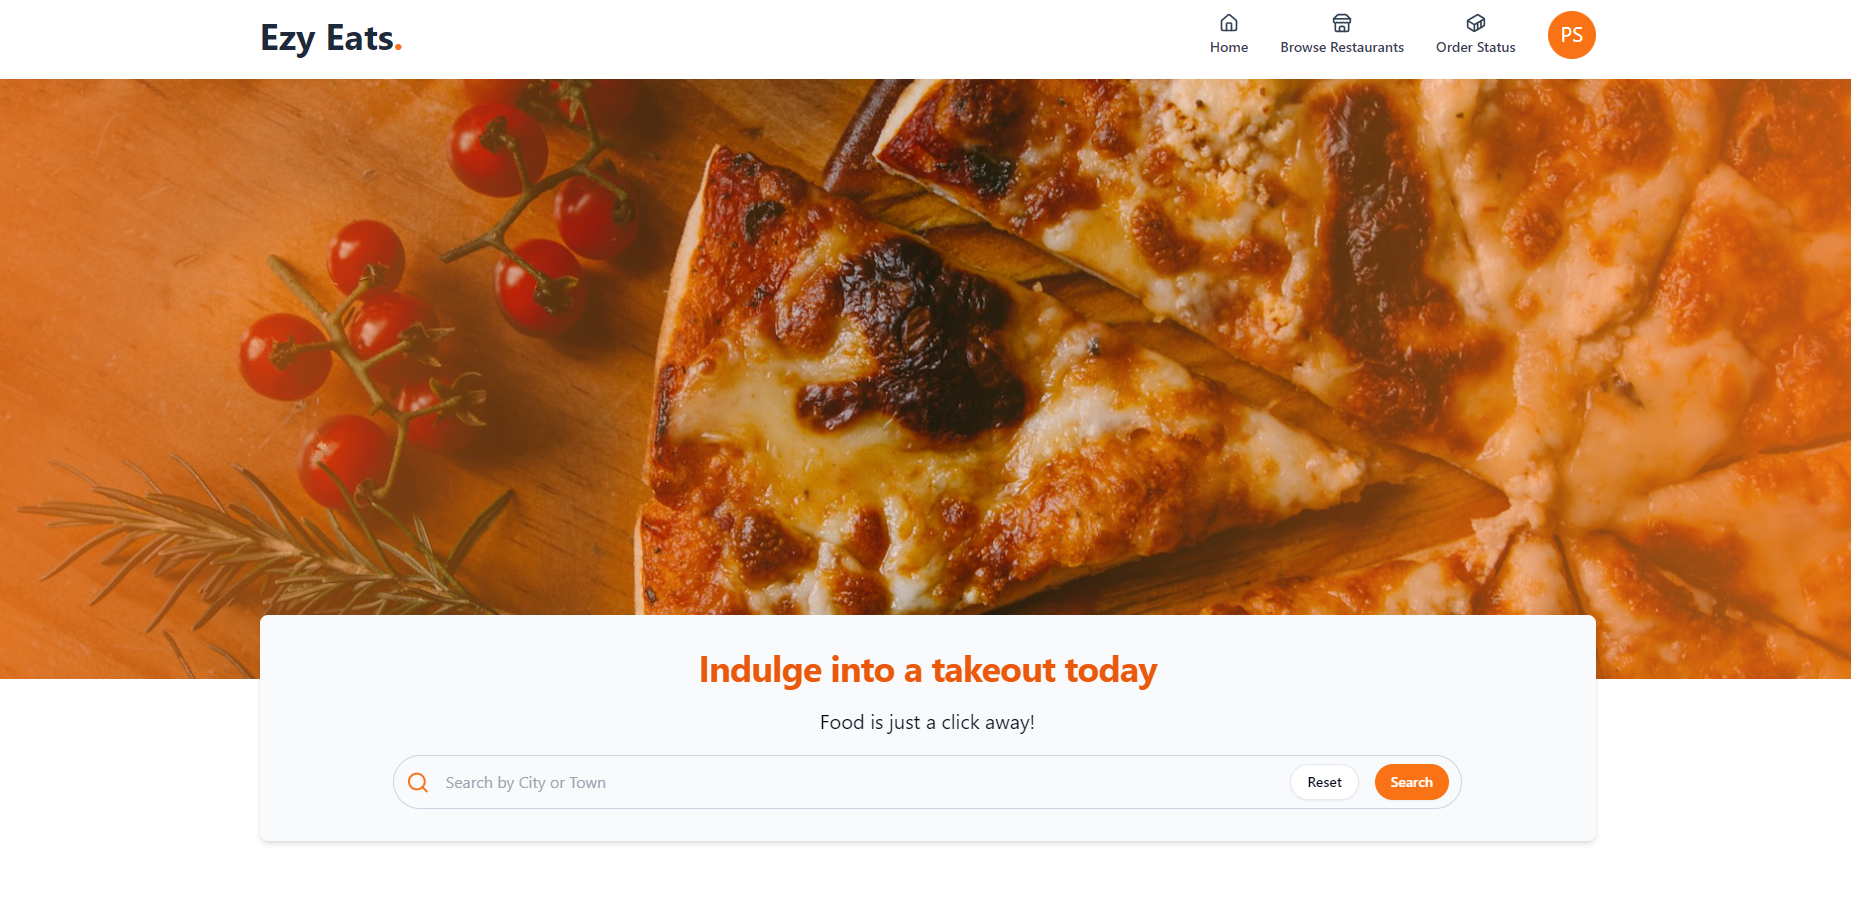 Ezy Eats.
Home
Browse Restaurants
Order Status
PS
Indulge into a takeout today
Food is just a click away!
Search by City or Town
Reset
Search